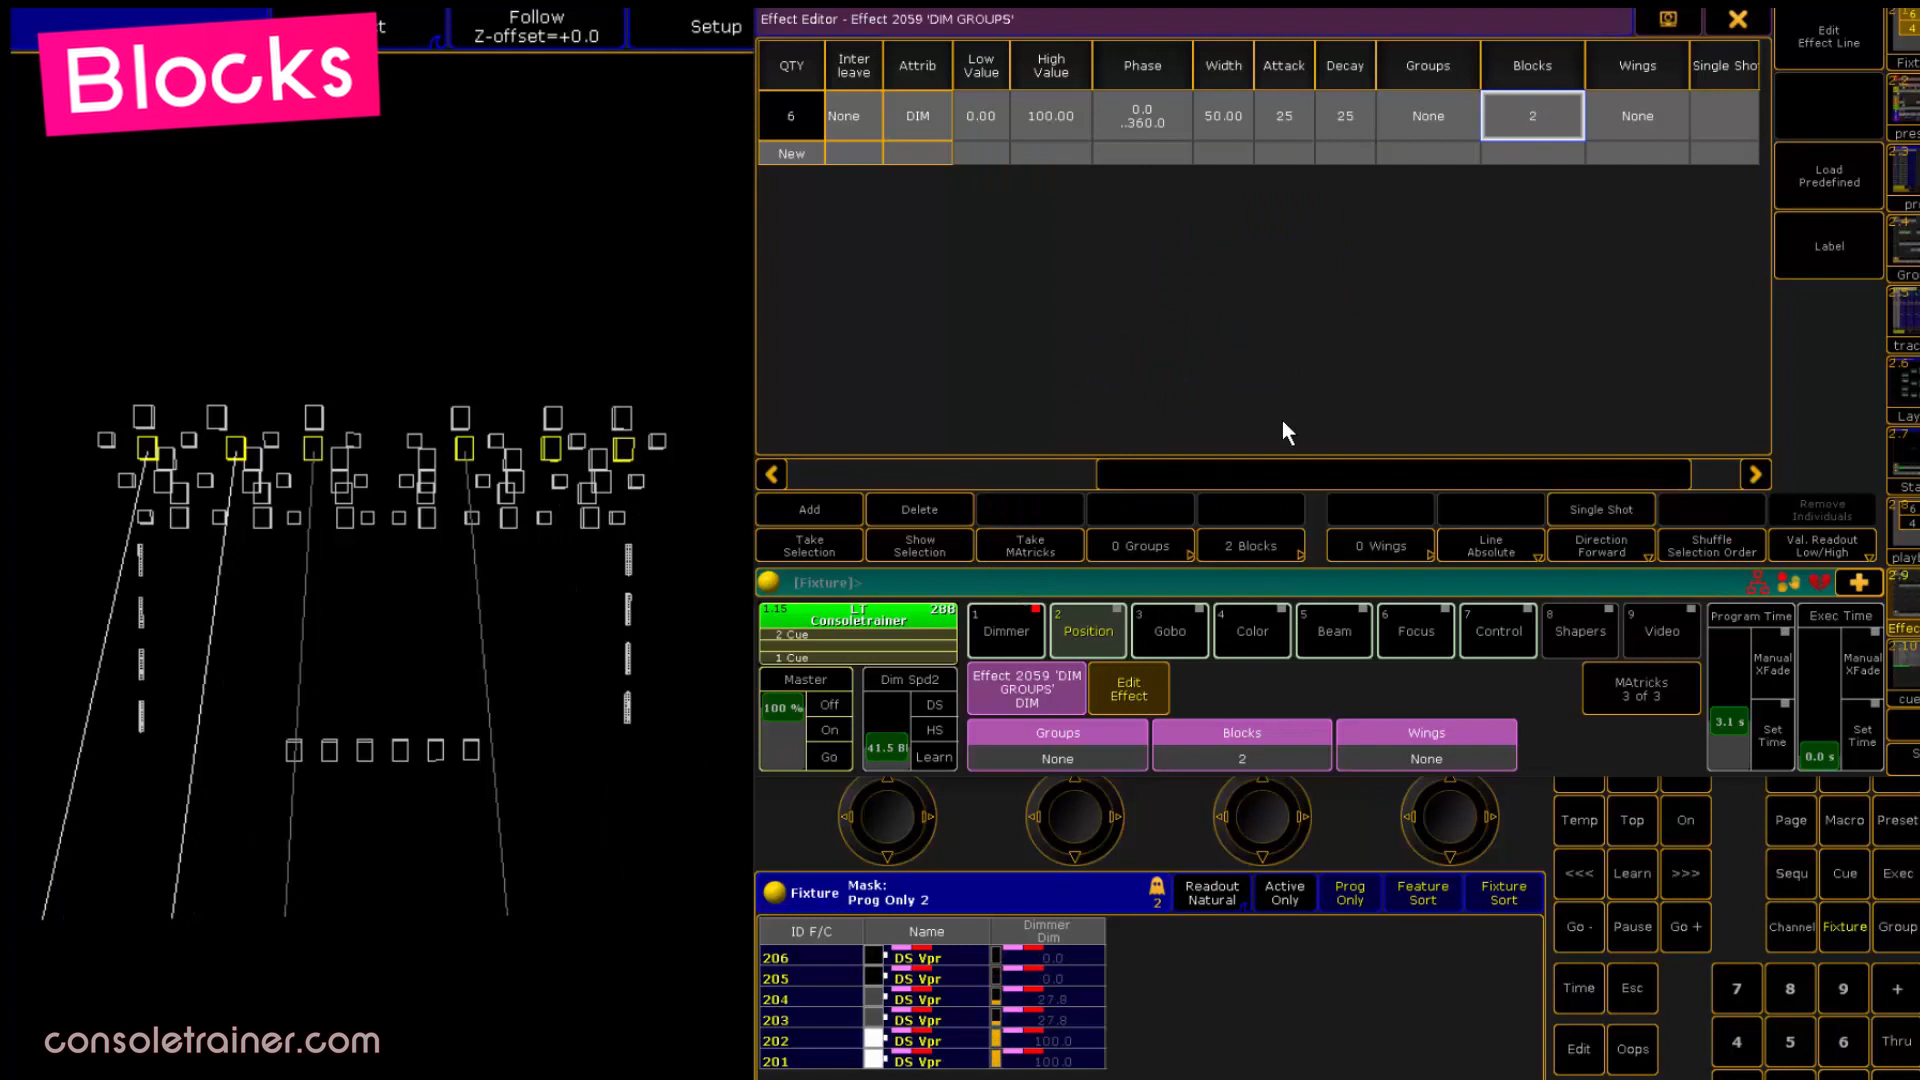 Blocks
Follow
Z-offset=+0.0
Setup
Effect Editor - Effect 2059 'DIM GROUPS'
QTY
Inter
leave
Attrib
Low
Value
High
Value
Phase
Width
Attack
Decay
Groups
Blocks
Wings
Single Sho
6
None
DIM
0.00
100.00
0.0
..360.0
50.00
25
25
None
2
None
New
Edit
Effect Line
Load
Predefined
Label
Add
Delete
Single Shot
Remove
Individuals
Take
Selection
Show
Selection
Take
MAtricks
0 Groups
2 Blocks
0 Wings
Line
Absolute
Direction
Forward
Shuffle
Selection Order
Val. Readout
Low/High
[Fixture]>
1.15
LT
288
Consoletrainer
2 Cue
1 Cue
Master
100 %
Off
On
Go
Dim Spd2
41.5 B
DS
HS
Learn
1
Dimmer
2
Position
3
Gobo
4
Color
5
Beam
6
Focus
7
Control
8
Shapers
9
Video
Effect 2059 'DIM
GROUPS'
DIM
Edit
Effect
MAtricks
3 of 3
Groups
None
Blocks
2
Wings
None
Program Time
Manual
XFade
3.1 s
Set
Time
Exec Time
Manual
XFade
0.0 s
Set
Time
Fixture
Mask:
Prog Only 2
2
Readout
Natural
Active
Only
Prog
Only
Feature
Sort
Fixture
Sort
ID F/C
Name
Dimmer
Dim
206
DS Vpr
0.0
205
DS Vpr
0.0
204
DS Vpr
27.8
203
DS Vpr
27.8
202
DS Vpr
100.0
201
DS Vpr
100.0
Temp
Top
On
Page
Macro
Preset
<<<
Learn
>>>
Sequ
Cue
Exec
Go -
Pause
Go +
Channel
Fixture
Group
Time
Esc
7
8
9
+
Edit
Oops
4
5
6
Thru
consoletrainer.com